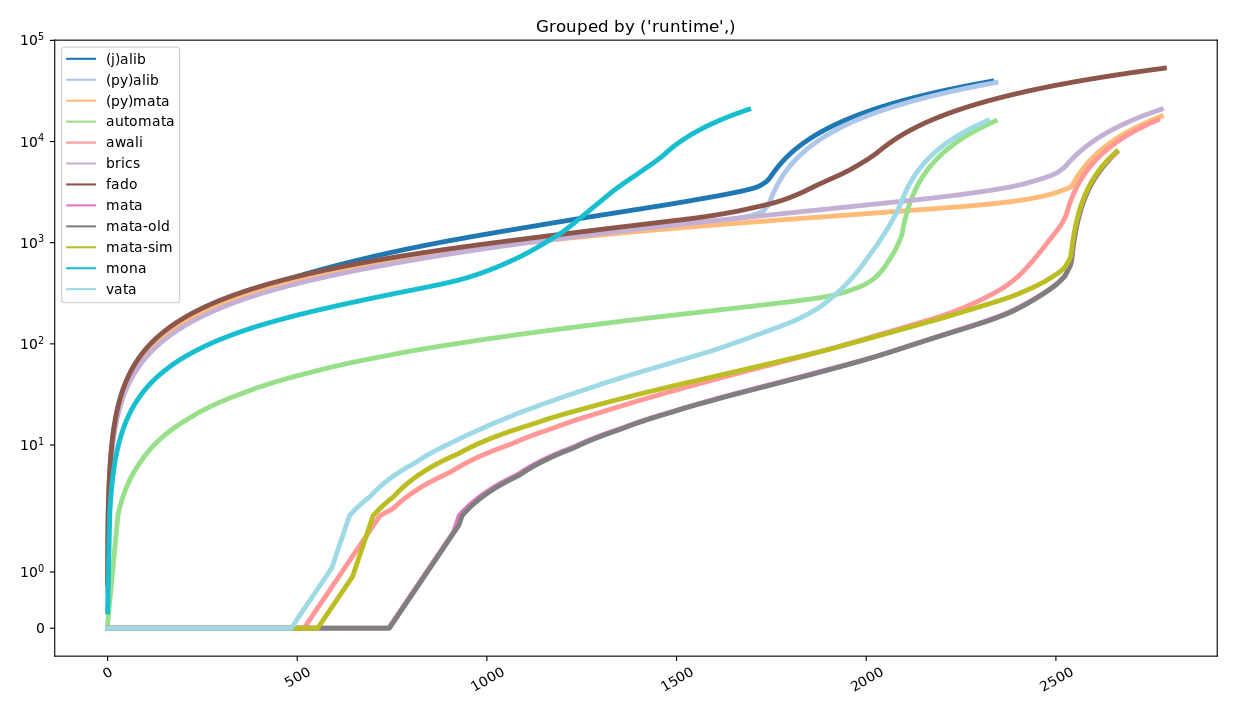 Grouped by ('runtime',)
10^5
10^4
10^3
10^2
10^1
10^0
0
(j)alib
(py)alib
(py)mata
automata
awali
brics
fado
mata
mata-old
mata-sim
mona
vata
0 500 1000 1500 2000 2500